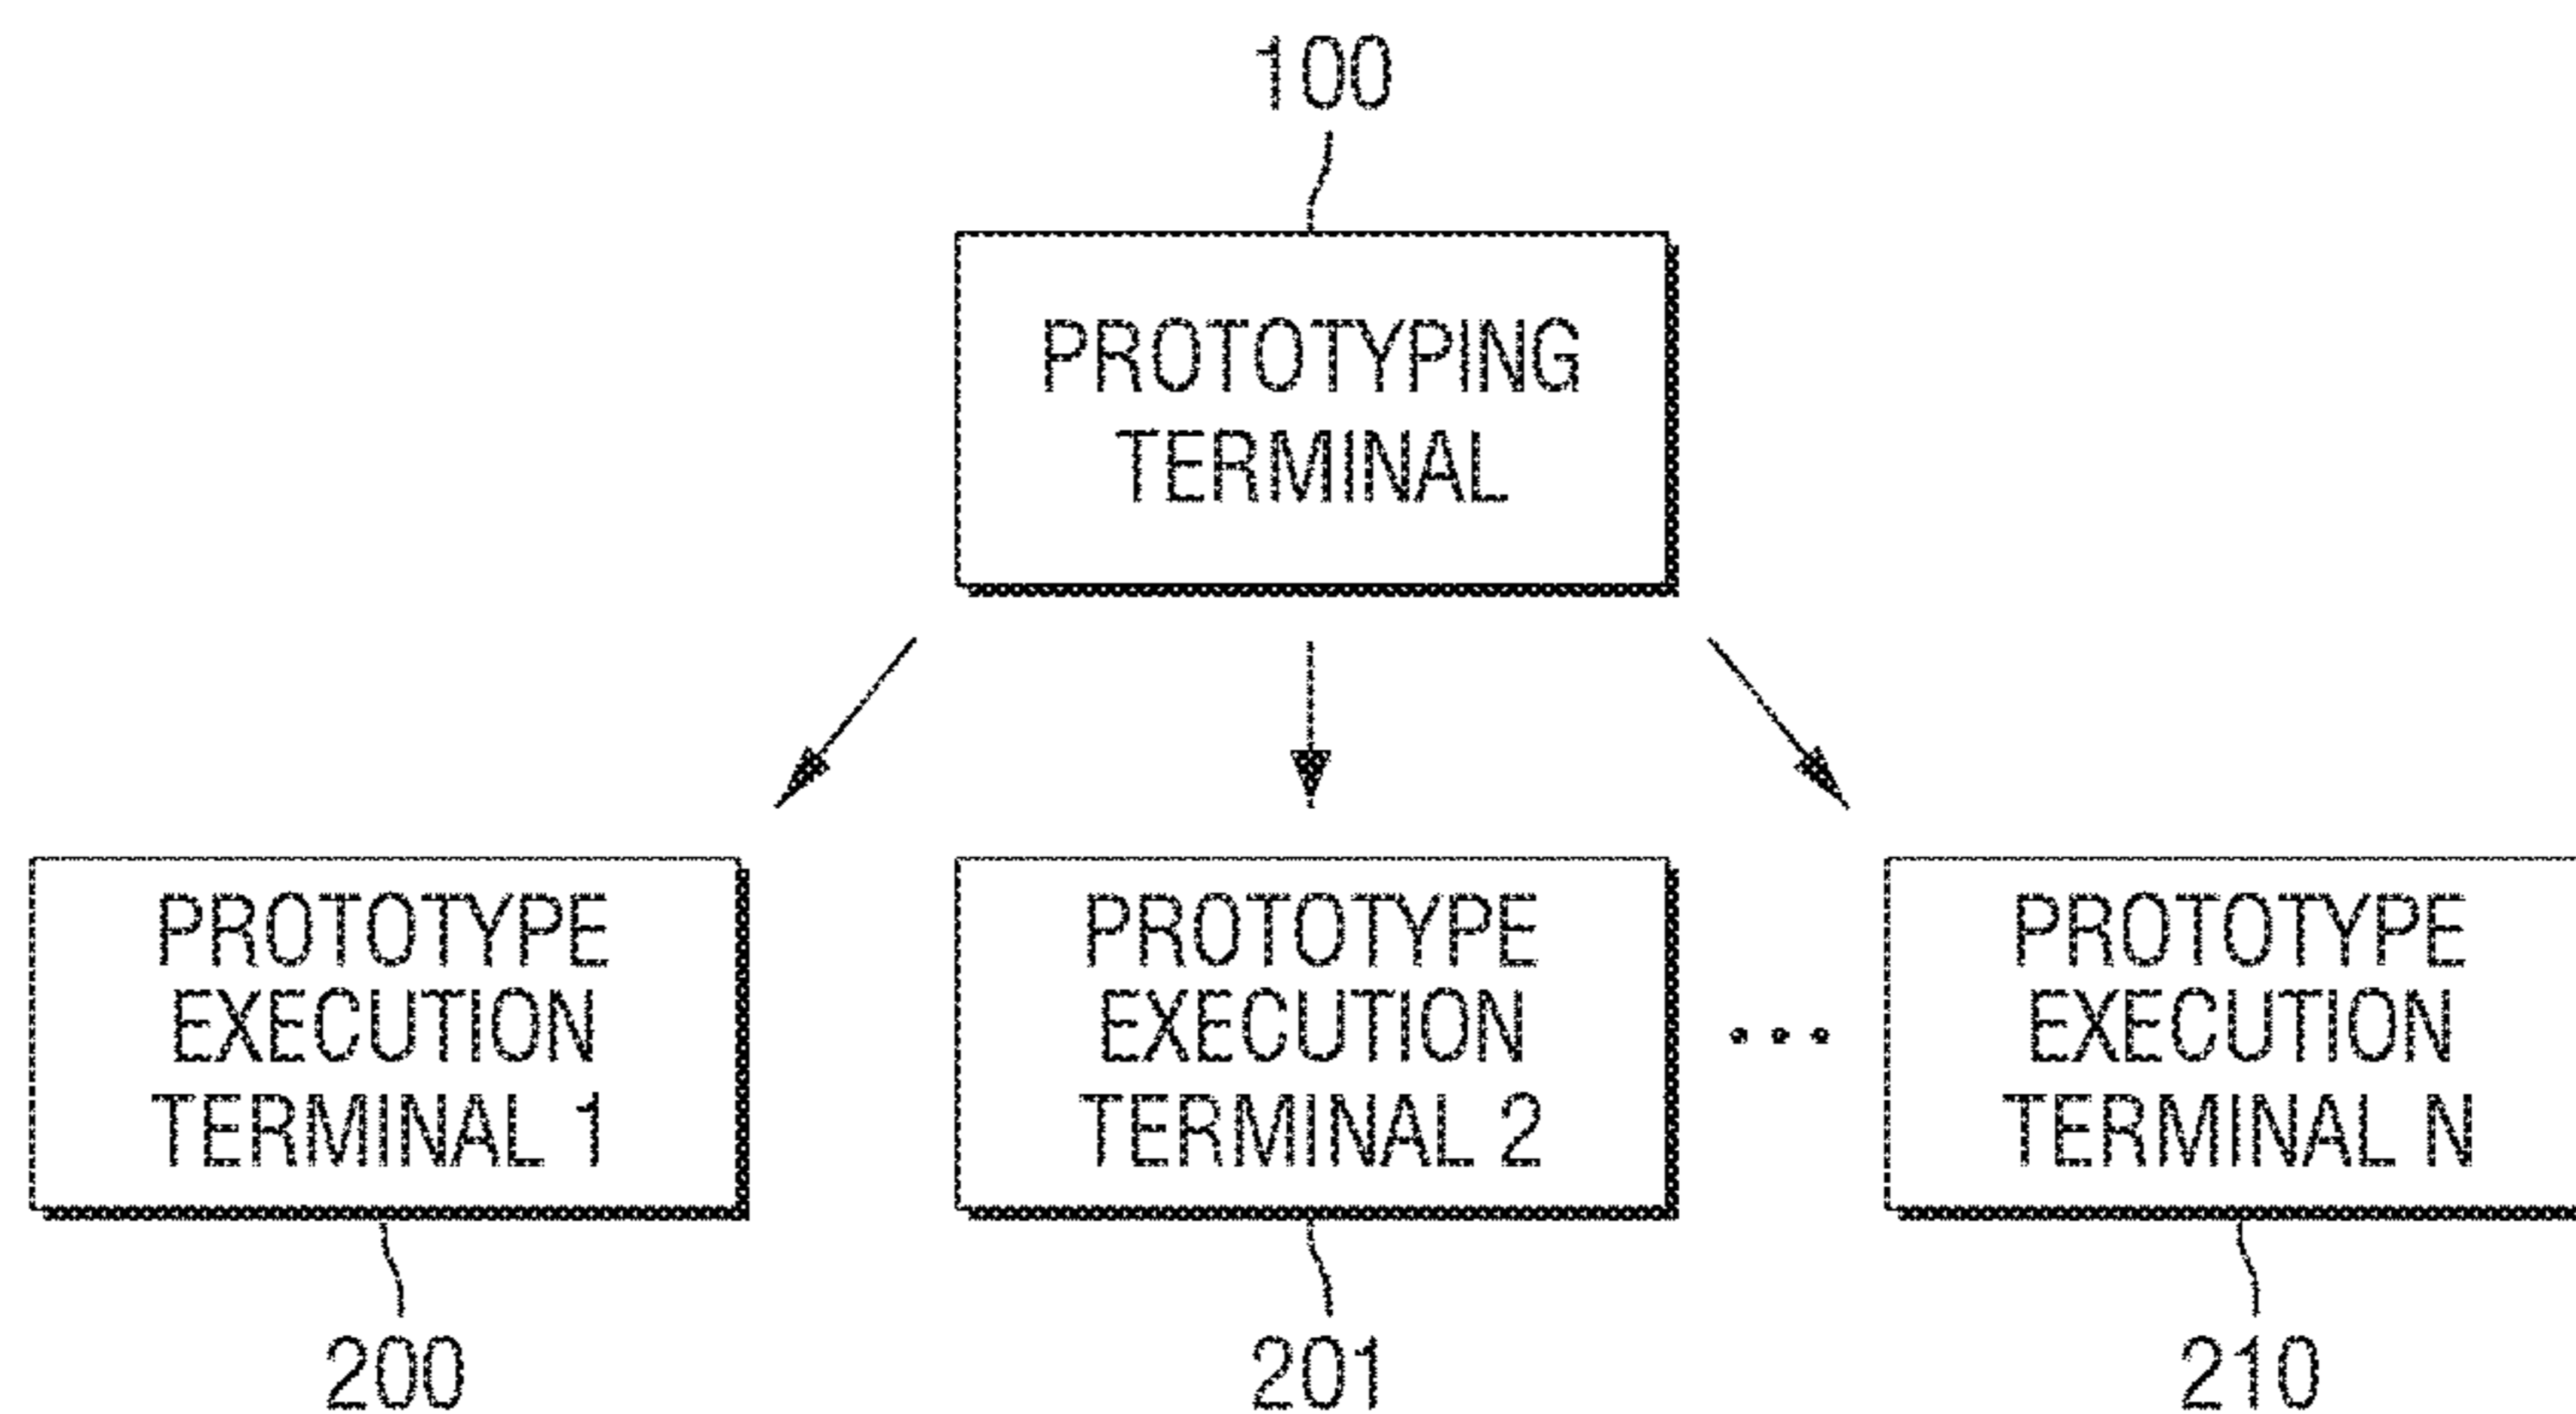 100
PROTOTYPING
TERMINAL
PROTOTYPE
EXECUTION
TERMINAL 1
PROTOTYPE
EXECUTION
TERMINAL 2
...
PROTOTYPE
EXECUTION
TERMINAL N
200
201
210